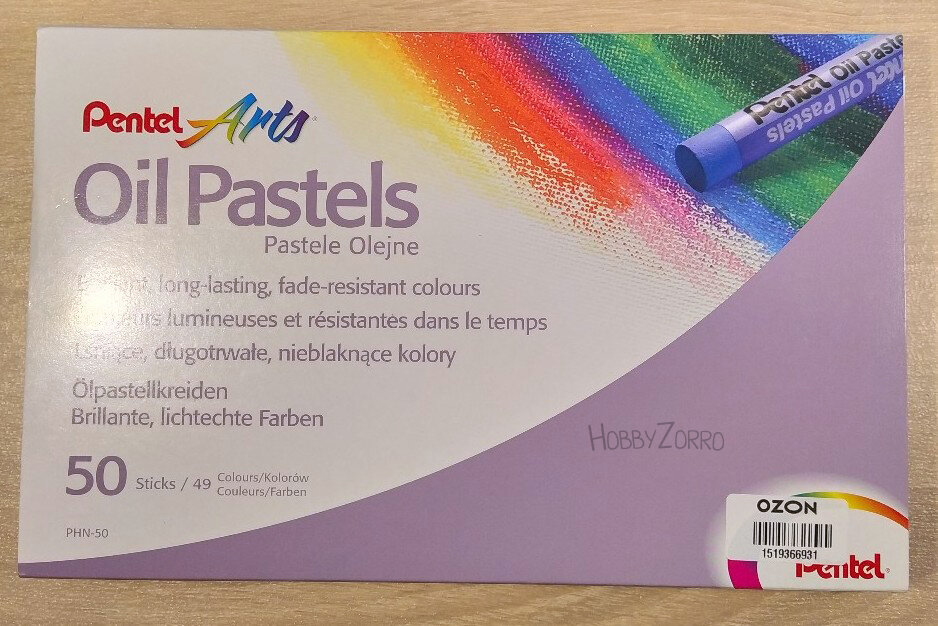 Pentel Arts
Oil Pastels
Pastele Olejne
long-lasting, fade-resistant colours
lumineuses et résistantes dans le temps
długotrwałe, nieblaknące kolory
Ölpastellkreiden
Brillante, lichtechte Farben
50 Sticks / 49 Colours/Kolorów
Couleurs/Farben
PHN-50
Pentel Oil Paste
Oil Pastels
HobbyZorro
OZON
1519366931
Pentel